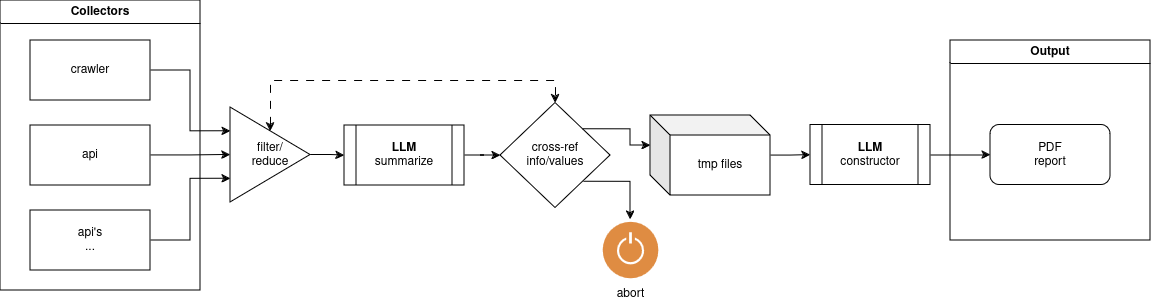 Collectors
crawler
api
api's
...
filter/
reduce
LLM
summarize
cross-ref
info/values
abort
tmp files
LLM
constructor
Output
PDF
report